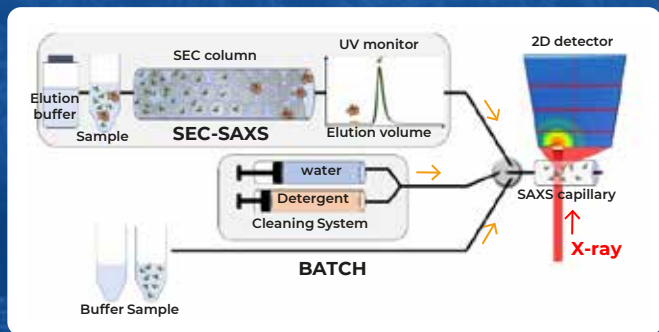 SEC column
UV monitor
2D detector
Elution
buffer
Sample
SEC-SAXS
Elution volume
water
Detergent
Cleaning System
SAXS capillary
X-ray
BATCH
Buffer Sample